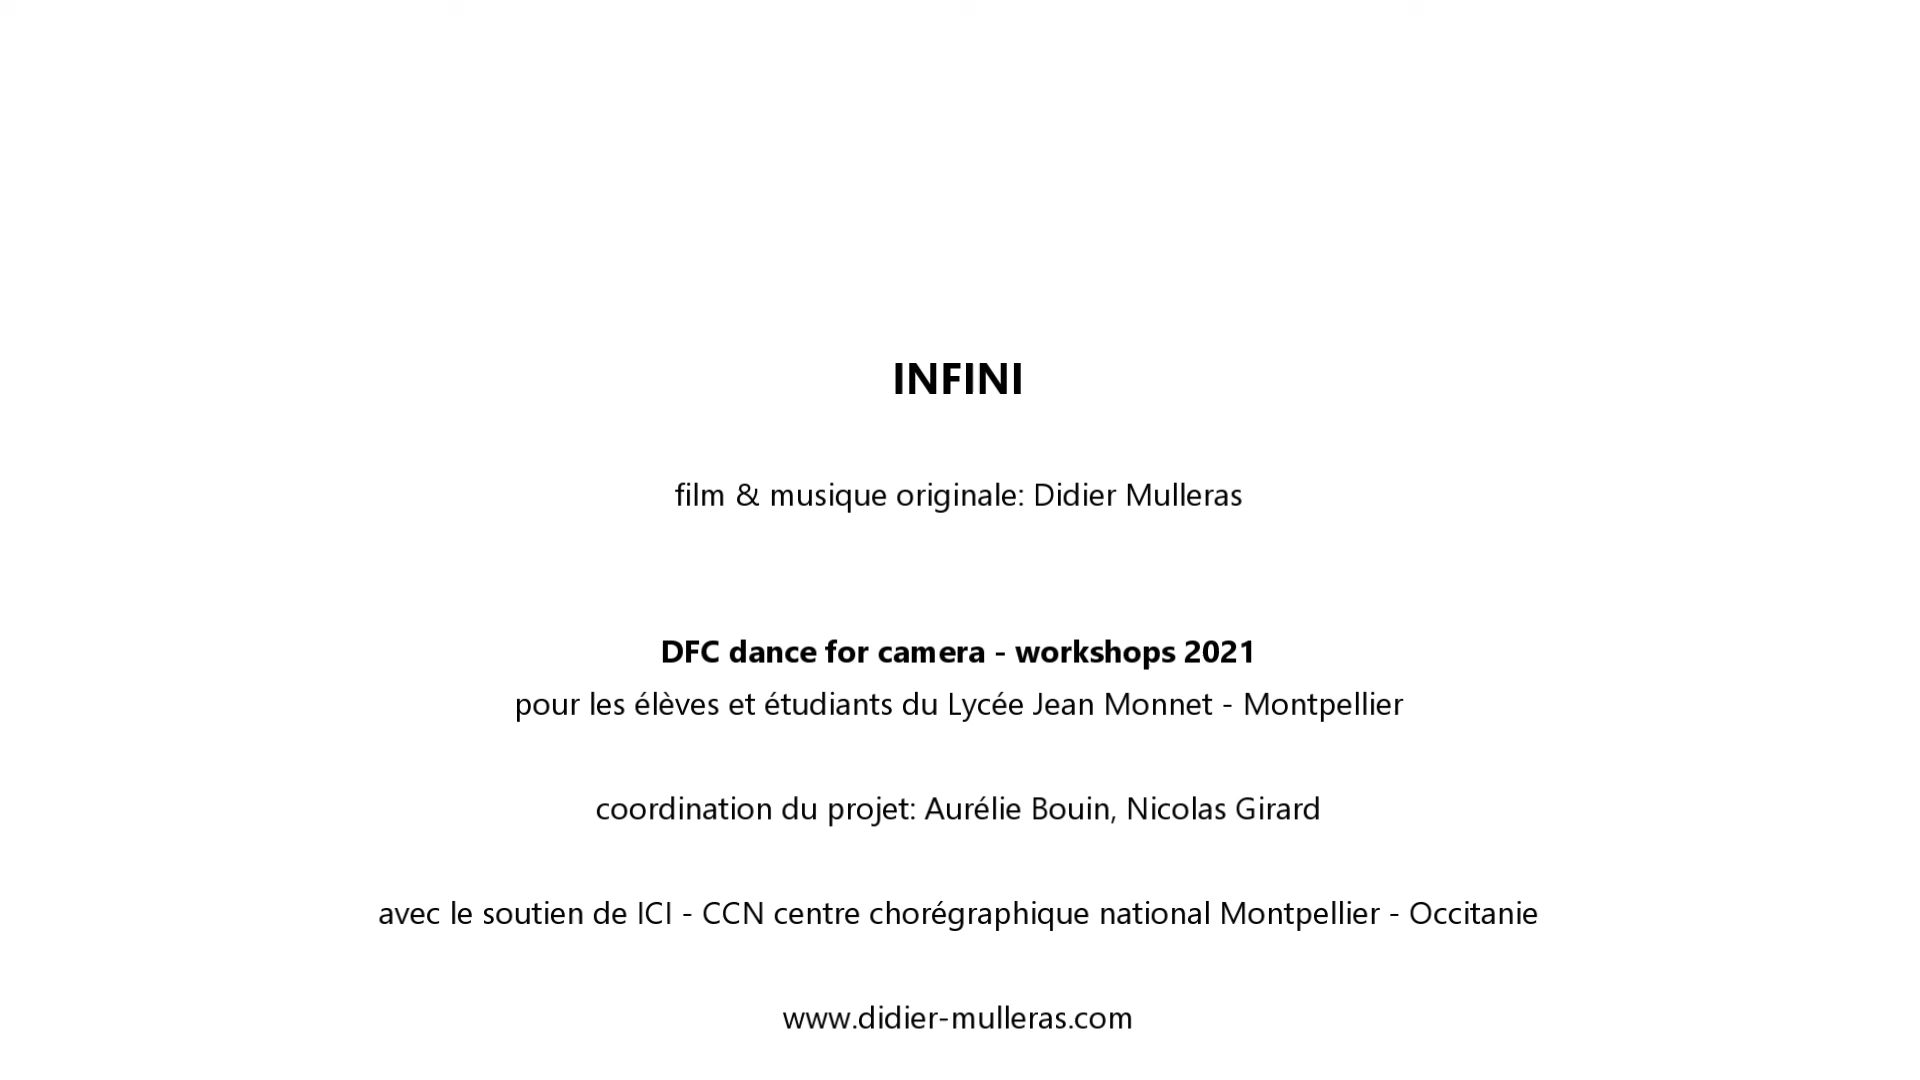 INFINI
film & musique originale: Didier Mulleras
DFC dance for camera - workshops 2021
pour les élèves et étudiants du Lycée Jean Monnet - Montpellier
coordination du projet: Aurélie Bouin, Nicolas Girard
avec le soutien de ICI - CCN centre chorégraphique national Montpellier - Occitanie
www.didier-mulleras.com